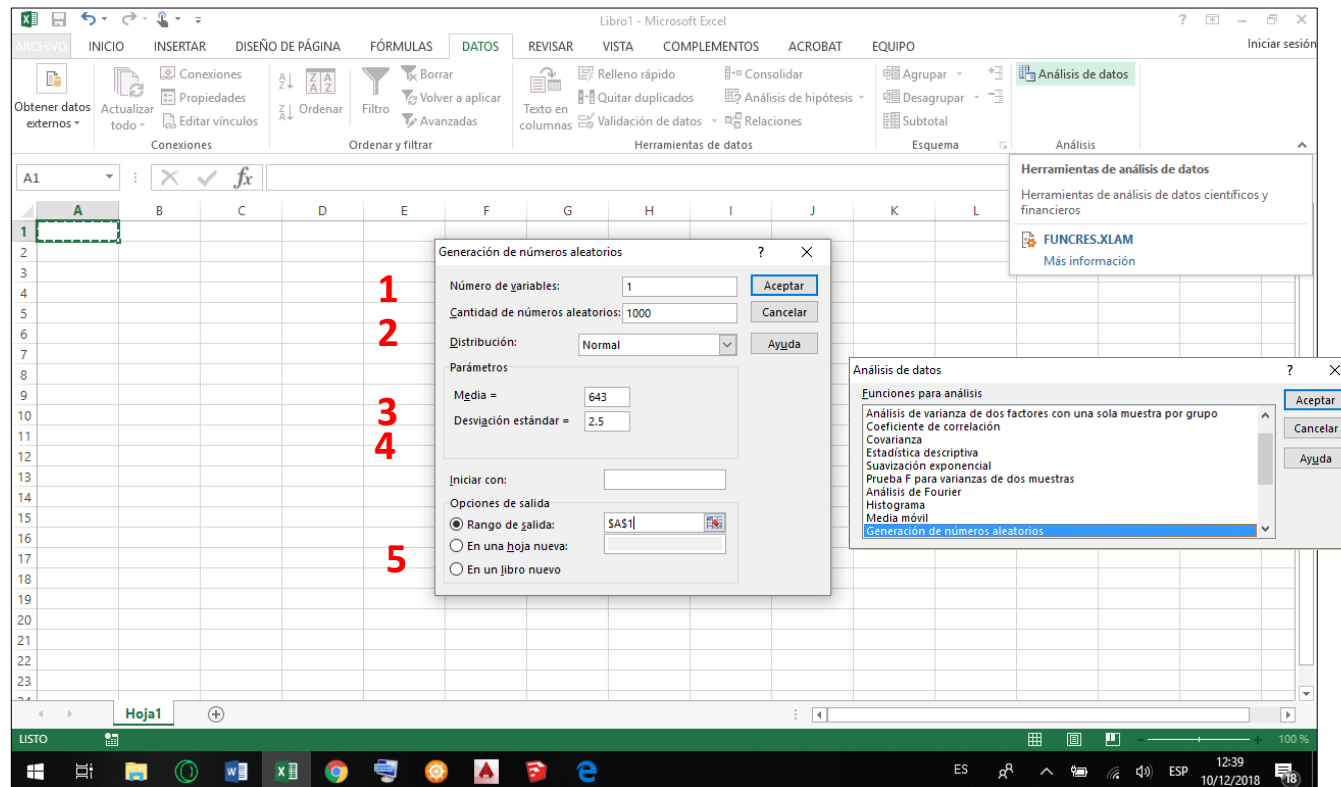 Libro1 - Microsoft Excel
ARCHIVO INICIO INSERTAR DISEÑO DE PÁGINA FÓRMULAS DATOS REVISAR VISTA COMPLEMENTOS ACROBAT EQUIPO Iniciar sesión
Obtener datos externos
Actualizar todo
Conexiones
Propiedades
Editar vínculos
Conexiones
Ordenar
Filtro
Borrar
Volver a aplicar
Avanzadas
Ordenar y filtrar
Texto en columnas
Relleno rápido
Quitar duplicados
Validación de datos
Consolidar
Análisis de hipótesis
Relaciones
Herramientas de datos
Agrupar
Desagrupar
Subtotal
Esquema
Análisis de datos
Análisis
Herramientas de análisis de datos
Herramientas de análisis de datos científicos y
financieros
FUNCRES.XLAM
Más información
A1 fx
A B C D E F G H I J K L
1
2
3
4
5
6
7
8
9
10
11
12
13
14
15
16
17
18
19
20
21
22
23
24
1
2
3
4
5
Generación de números aleatorios ? X
Número de variables: 1 Aceptar
Cantidad de números aleatorios: 1000 Cancelar
Distribución: Normal Ayuda
Parámetros
Media = 643
Desviación estándar = 2.5
Iniciar con:
Opciones de salida
Rango de salida: $A$1
En una hoja nueva:
En un libro nuevo
Análisis de datos ? X
Funciones para análisis
Análisis de varianza de dos factores con una sola muestra por grupo
Coeficiente de correlación
Covarianza
Estadística descriptiva
Suavización exponencial
Prueba F para varianzas de dos muestras
Análisis de Fourier
Histograma
Media móvil
Generación de números aleatorios
Aceptar
Cancelar
Ayuda
Hoja1
LISTO 100 %
ES ESP 12:39
10/12/2018 18